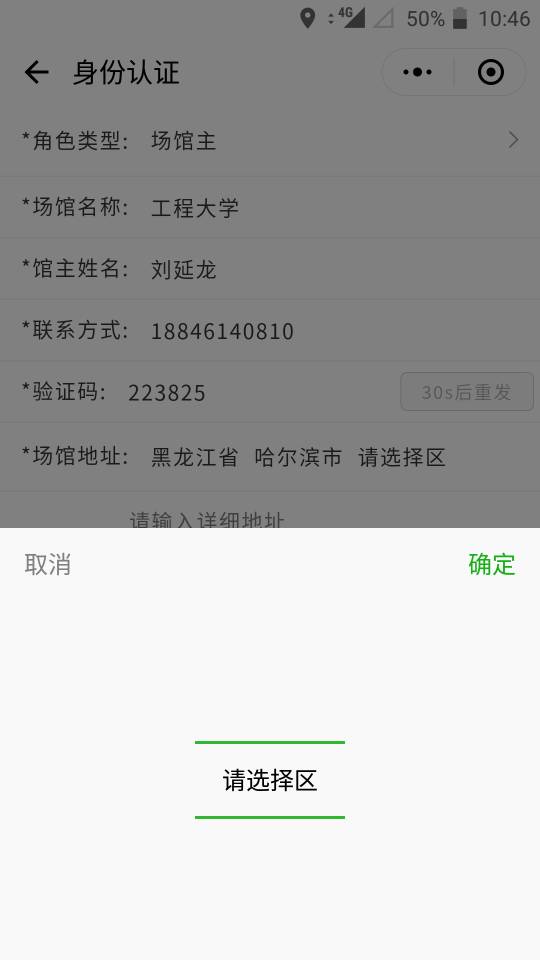 4G 50% 10:46
身份认证
*角色类型: 场馆主
*场馆名称: 工程大学
*馆主姓名: 刘延龙
*联系方式: 18846140810
*验证码: 223825 30s后重发
*场馆地址: 黑龙江省 哈尔滨市 请选择区
请输入详细地址
取消 确定
请选择区